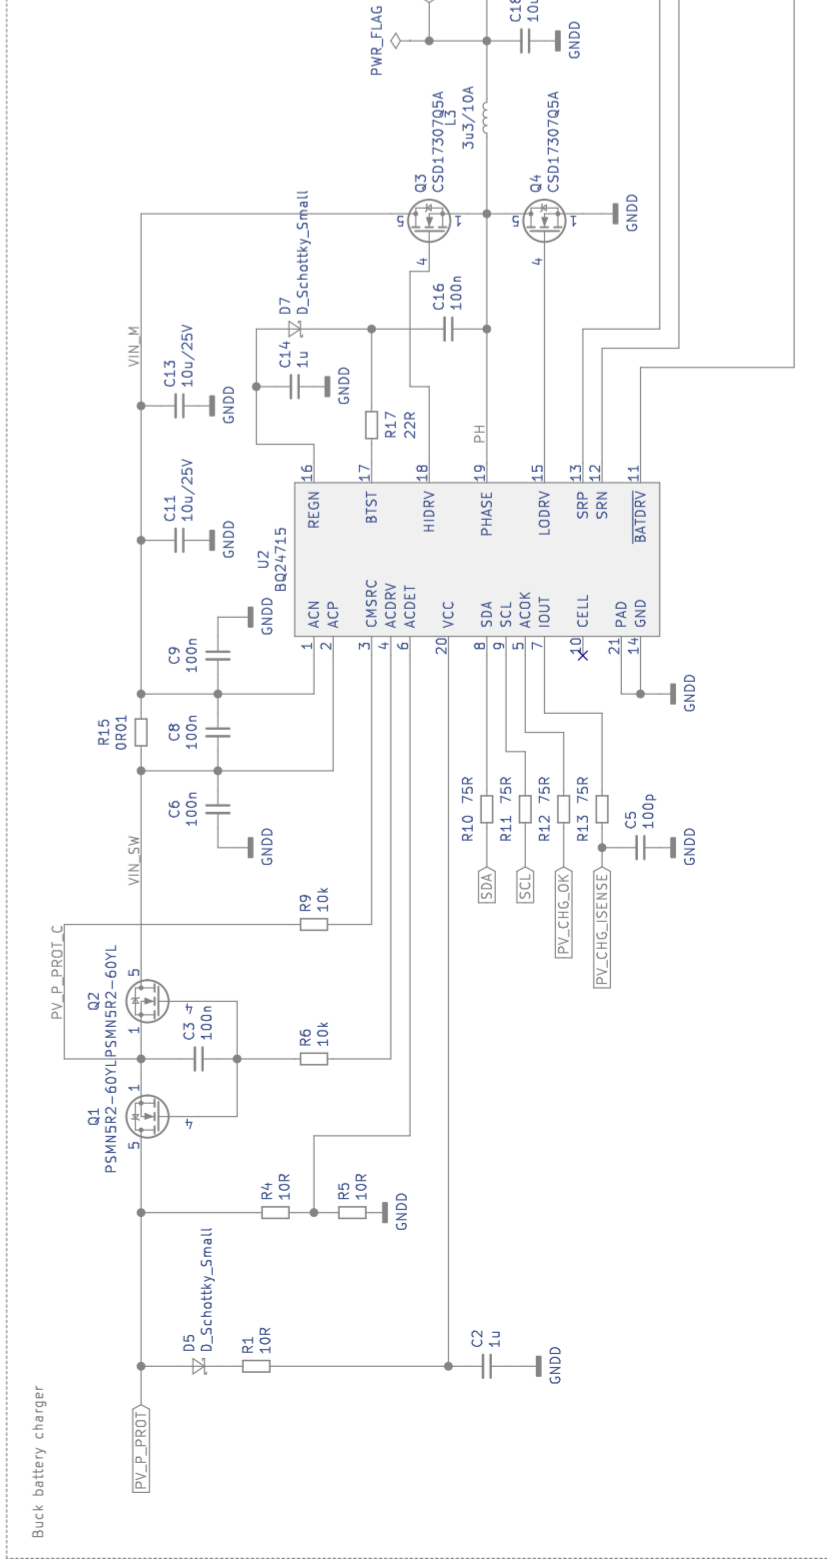 Buck battery charger
PV_P_PROT
D5
D_Schottky_Small
R1
10R
C2
1u
GNDD
R4
10R
R5
10R
GNDD
Q1
PSMN5R2-60YL
5
1
4
Q2
PSMN5R2-60YL
1
5
4
C3
100n
PV_P_PROT_C
R6
10k
R9
10k
VIN_SW
R15
0R01
C6
100n
GNDD
C8
100n
C9
100n
GNDD
C11
10u/25V
GNDD
C13
10u/25V
GNDD
VIN_M
U2
BQ24715
1
ACN
2
ACP
3
CMSRC
4
ACDRV
6
ACDET
20
VCC
8
SDA
9
SCL
5
ACOK
7
IOUT
10
CELL
21
PAD
14
GND
GNDD
REGN
16
BTST
17
HIDRV
18
PHASE
19
LODRV
15
SRP
13
SRN
12
BATDRV
11
R10 75R
R11 75R
R12 75R
R13 75R
SDA
SCL
PV_CHG_OK
PV_CHG_ISENSE
C5
100p
GNDD
C14
1u
GNDD
D7
D_Schottky_Small
R17
22R
C16
100n
PH
Q3
CSD17307Q5A
5
1
4
Q4
CSD17307Q5A
5
1
4
GNDD
L3
3u3/10A
PWR_FLAG
GNDD